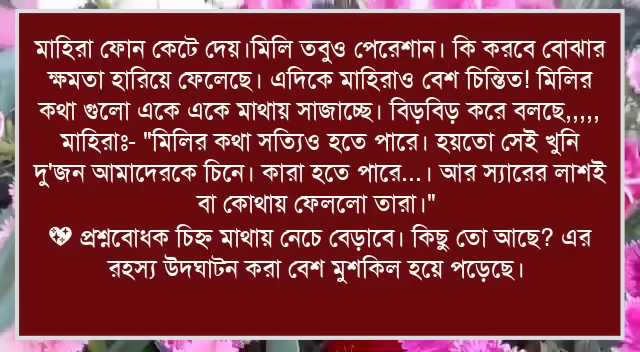 মাহিরা ফোন কেটে দেয়।মিলি তবুও পেরেশান। কি করবে বোঝার
ক্ষমতা হারিয়ে ফেলেছে। এদিকে মাহিরাও বেশ চিন্তিত! মিলির
কথা গুলো একে একে মাথায় সাজাচ্ছে। বিড়বিড় করে বলছে,,,,,
মাহিরাঃ- "মিলির কথা সত্যিও হতে পারে। হয়তো সেই খুনি
দু'জন আমাদেরকে চিনে। কারা হতে পারে...। আর স্যারের লাশই
বা কোথায় ফেললো তারা।"
💖 প্রশ্নবোধক চিহ্ন মাথায় নেচে বেড়াবে। কিছু তো আছে? এর
রহস্য উদঘাটন করা বেশ মুশকিল হয়ে পড়েছে।